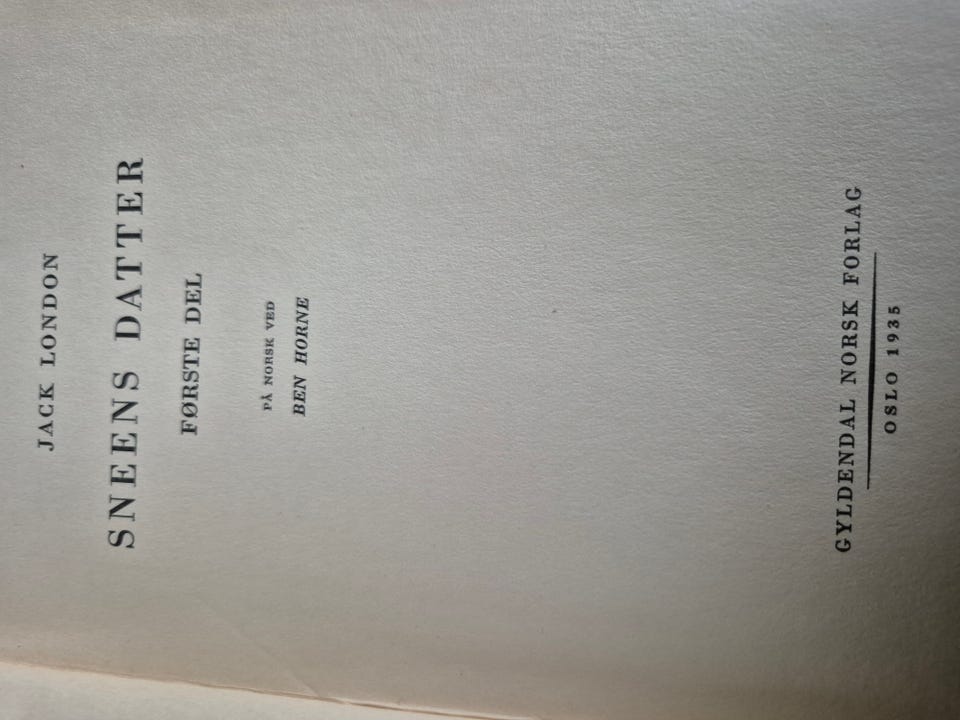 JACK LONDON
SNEENS DATTER
FØRSTE DEL
PÅ NORSK VED
BEN HORNE
GYLDENDAL NORSK FORLAG
OSLO 1935